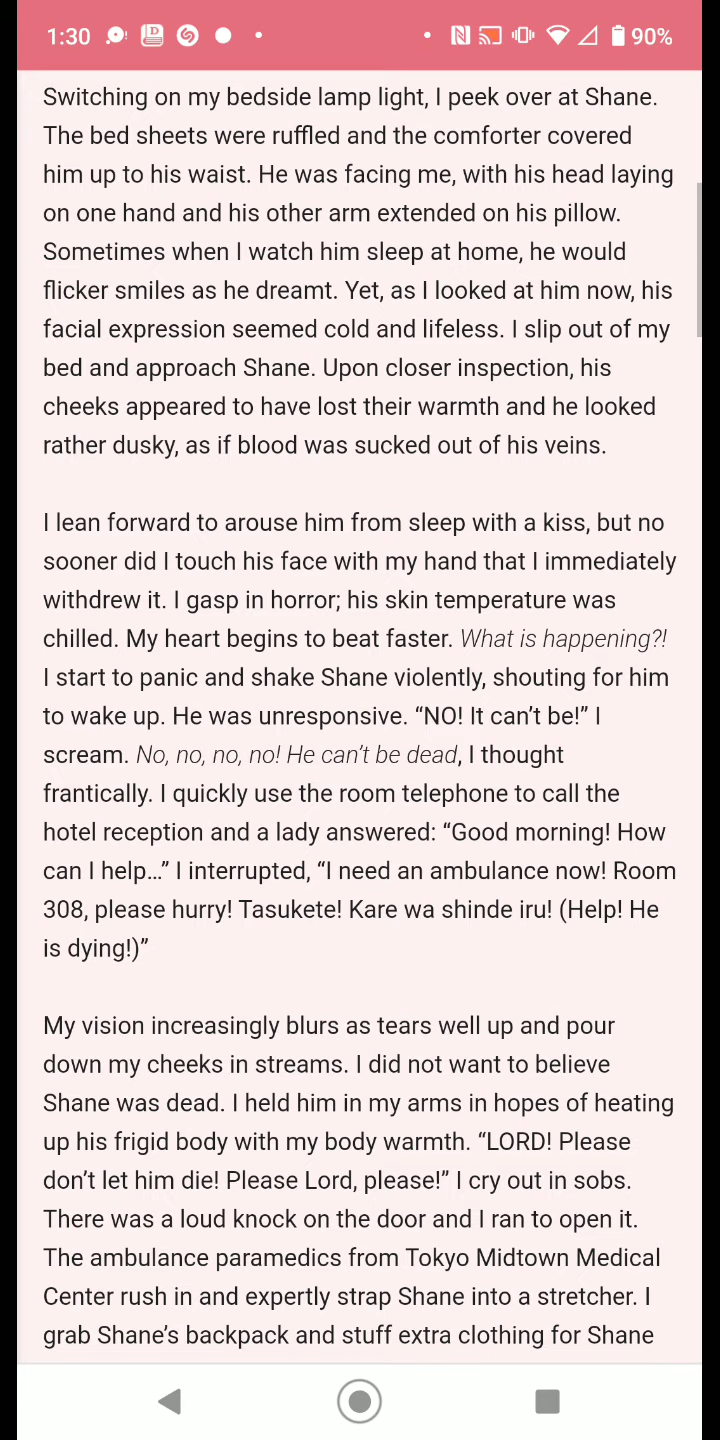 1:30
90%
Switching on my bedside lamp light, I peek over at Shane.
The bed sheets were ruffled and the comforter covered
him up to his waist. He was facing me, with his head laying
on one hand and his other arm extended on his pillow.
Sometimes when I watch him sleep at home, he would
flicker smiles as he dreamt. Yet, as I looked at him now, his
facial expression seemed cold and lifeless. I slip out of my
bed and approach Shane. Upon closer inspection, his
cheeks appeared to have lost their warmth and he looked
rather dusky, as if blood was sucked out of his veins.
I lean forward to arouse him from sleep with a kiss, but no
sooner did I touch his face with my hand that I immediately
withdrew it. I gasp in horror; his skin temperature was
chilled. My heart begins to beat faster. What is happening?!
I start to panic and shake Shane violently, shouting for him
to wake up. He was unresponsive. “NO! It can’t be!” I
scream. No, no, no, no! He can’t be dead, I thought
frantically. I quickly use the room telephone to call the
hotel reception and a lady answered: “Good morning! How
can I help…” I interrupted, “I need an ambulance now! Room
308, please hurry! Tasukete! Kare wa shinde iru! (Help! He
is dying!)”
My vision increasingly blurs as tears well up and pour
down my cheeks in streams. I did not want to believe
Shane was dead. I held him in my arms in hopes of heating
up his frigid body with my body warmth. “LORD! Please
don’t let him die! Please Lord, please!” I cry out in sobs.
There was a loud knock on the door and I ran to open it.
The ambulance paramedics from Tokyo Midtown Medical
Center rush in and expertly strap Shane into a stretcher. I
grab Shane’s backpack and stuff extra clothing for Shane